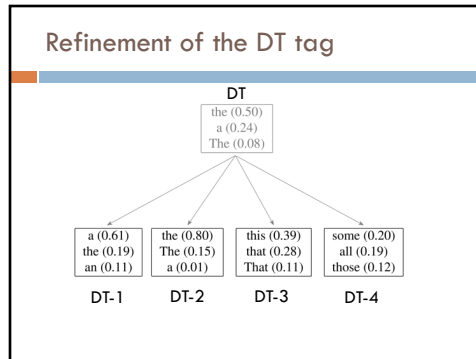 Refinement of the DT tag
DT
the (0.50)
a (0.24)
The (0.08)
a (0.61)
the (0.19)
an (0.11)
the (0.80)
The (0.15)
a (0.01)
this (0.39)
that (0.28)
That (0.11)
some (0.20)
all (0.19)
those (0.12)
DT-1
DT-2
DT-3
DT-4